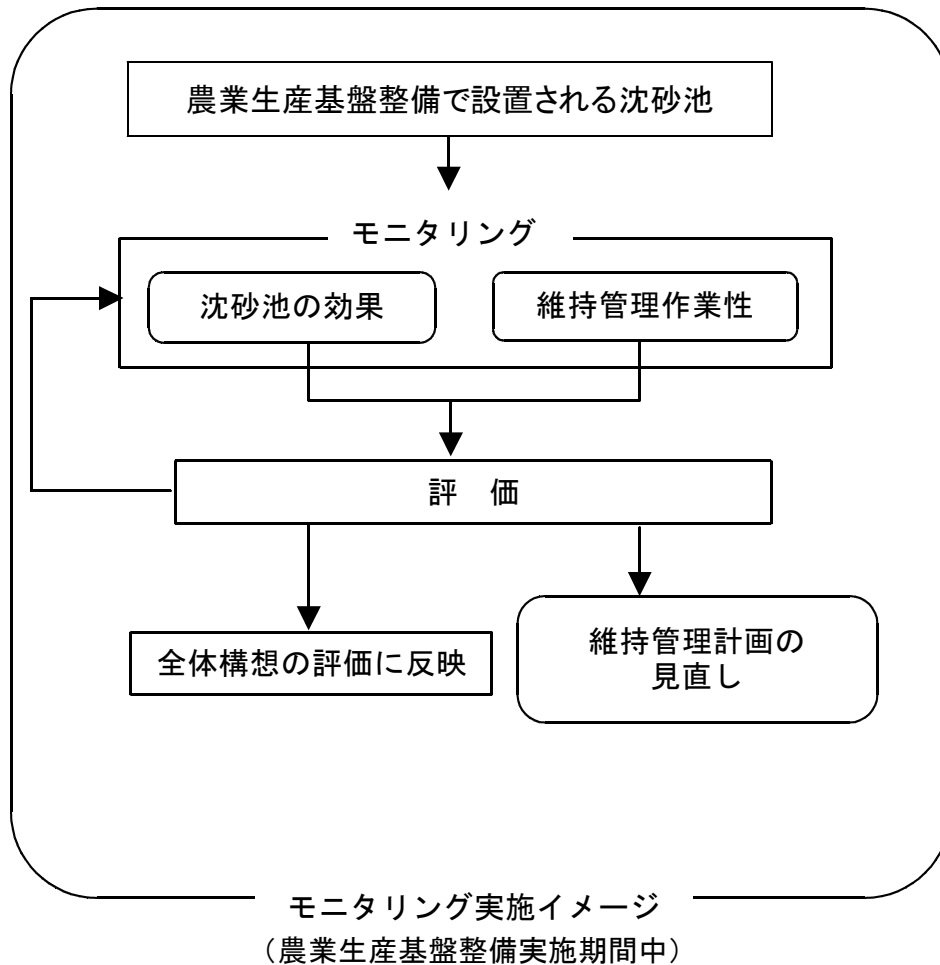 農業生産基盤整備で設置される沈砂池
モニタリング
沈砂池の効果
維持管理作業性
評　価
全体構想の評価に反映
維持管理計画の
見直し
モニタリング実施イメージ
（農業生産基盤整備実施期間中）